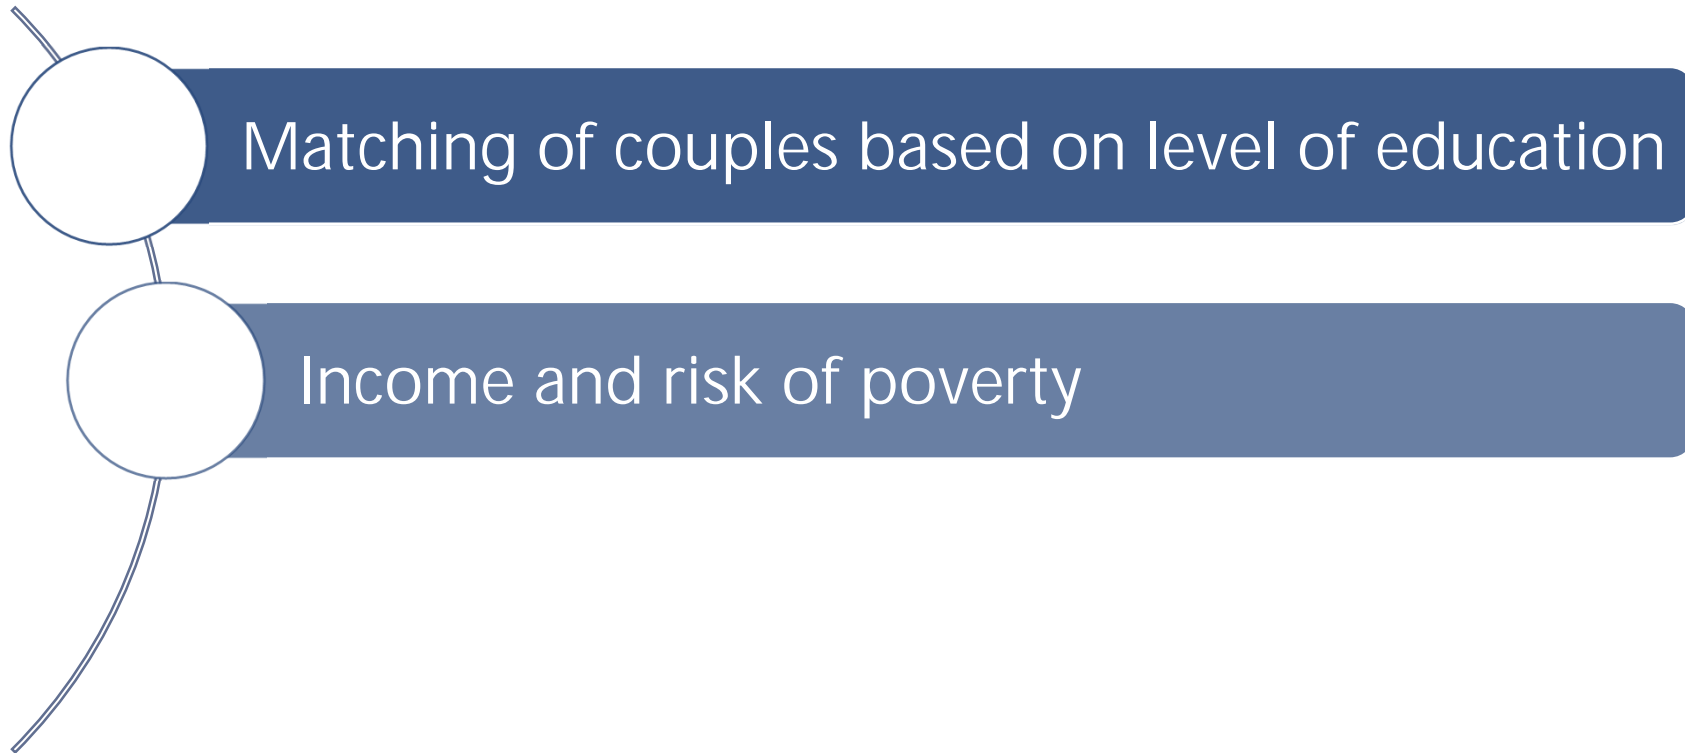 Matching of couples based on level of education
Income and risk of poverty